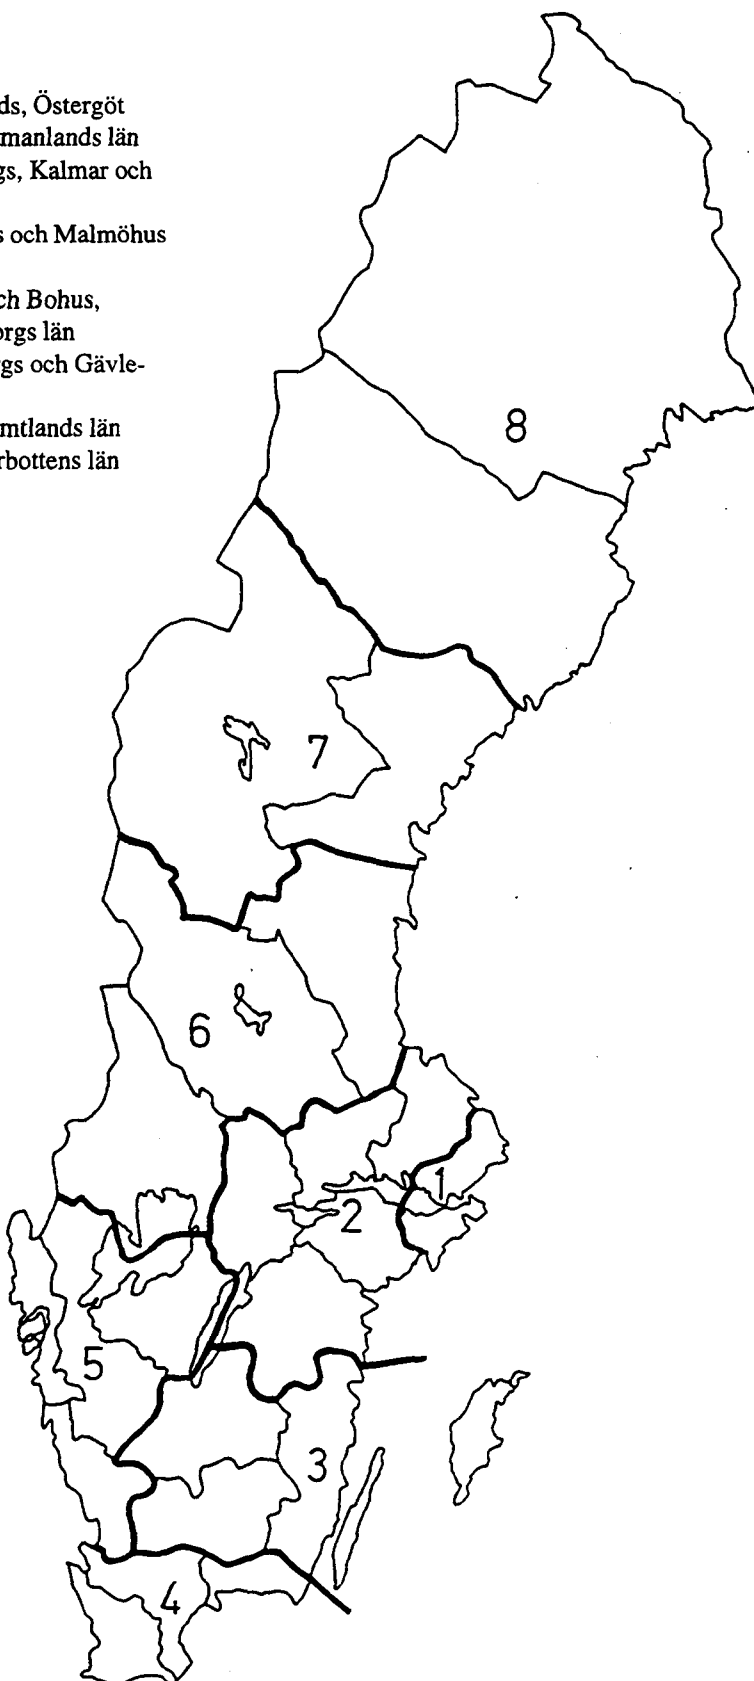 ds, Östergöt
manlands län
gs, Kalmar och
s och Malmöhus
ch Bohus,
orgs län
rgs och Gävle-
mtlands län
rbottens län
8
7
6
1
2
5
3
4